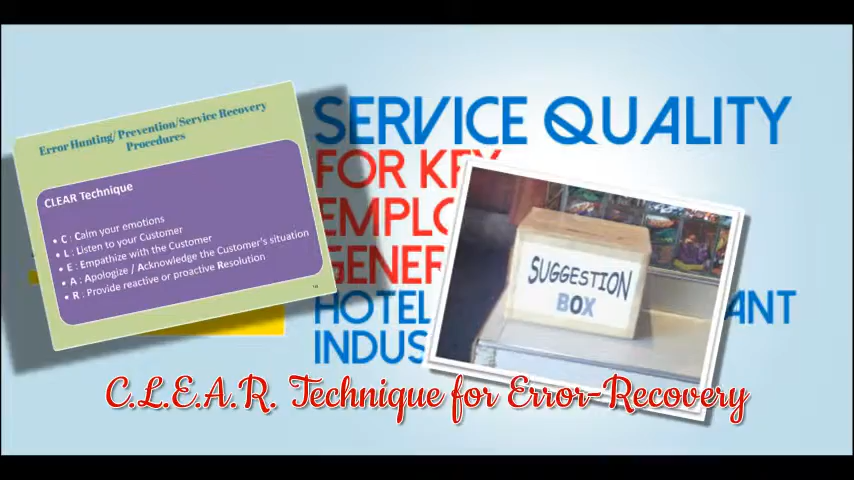 Error Hunting/ Prevention/Service Recovery
Procedures
CLEAR Technique
• C : Calm your emotions
• L : Listen to your Customer
• E : Empathize with the Customer
• A : Apologize / Acknowledge the Customer's situation
• R : Provide reactive or proactive Resolution
SERVICE QUALITY
FOR
EMPLO
GENER
HOTEL ANT
INDUS
SUGGESTION
BOX
C.L.E.A.R. Technique for Error-Recovery